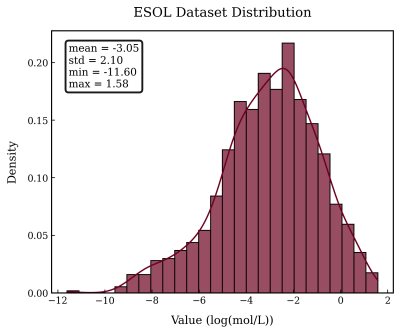 ESOL Dataset Distribution
mean = -3.05
std = 2.10
min = -11.60
max = 1.58
Density
0.20
0.15
0.10
0.05
0.00
−12 −10 −8 −6 −4 −2 0 2
Value (log(mol/L))